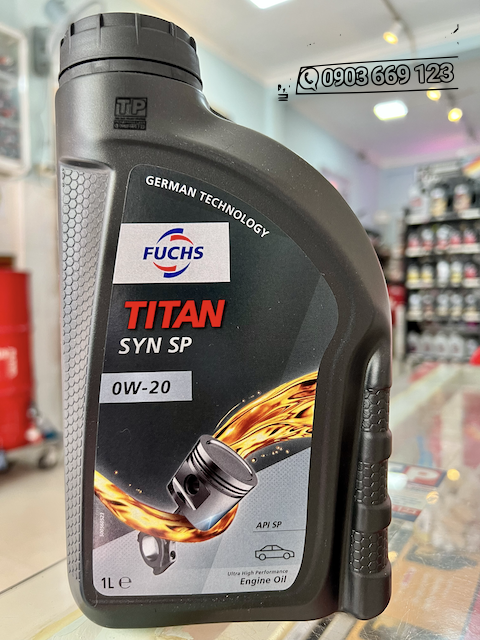 0903 669 123
TP
GERMAN TECHNOLOGY
FUCHS
TITAN
SYN SP
0W-20
API SP
Ultra High Performance
Engine Oil
1L e